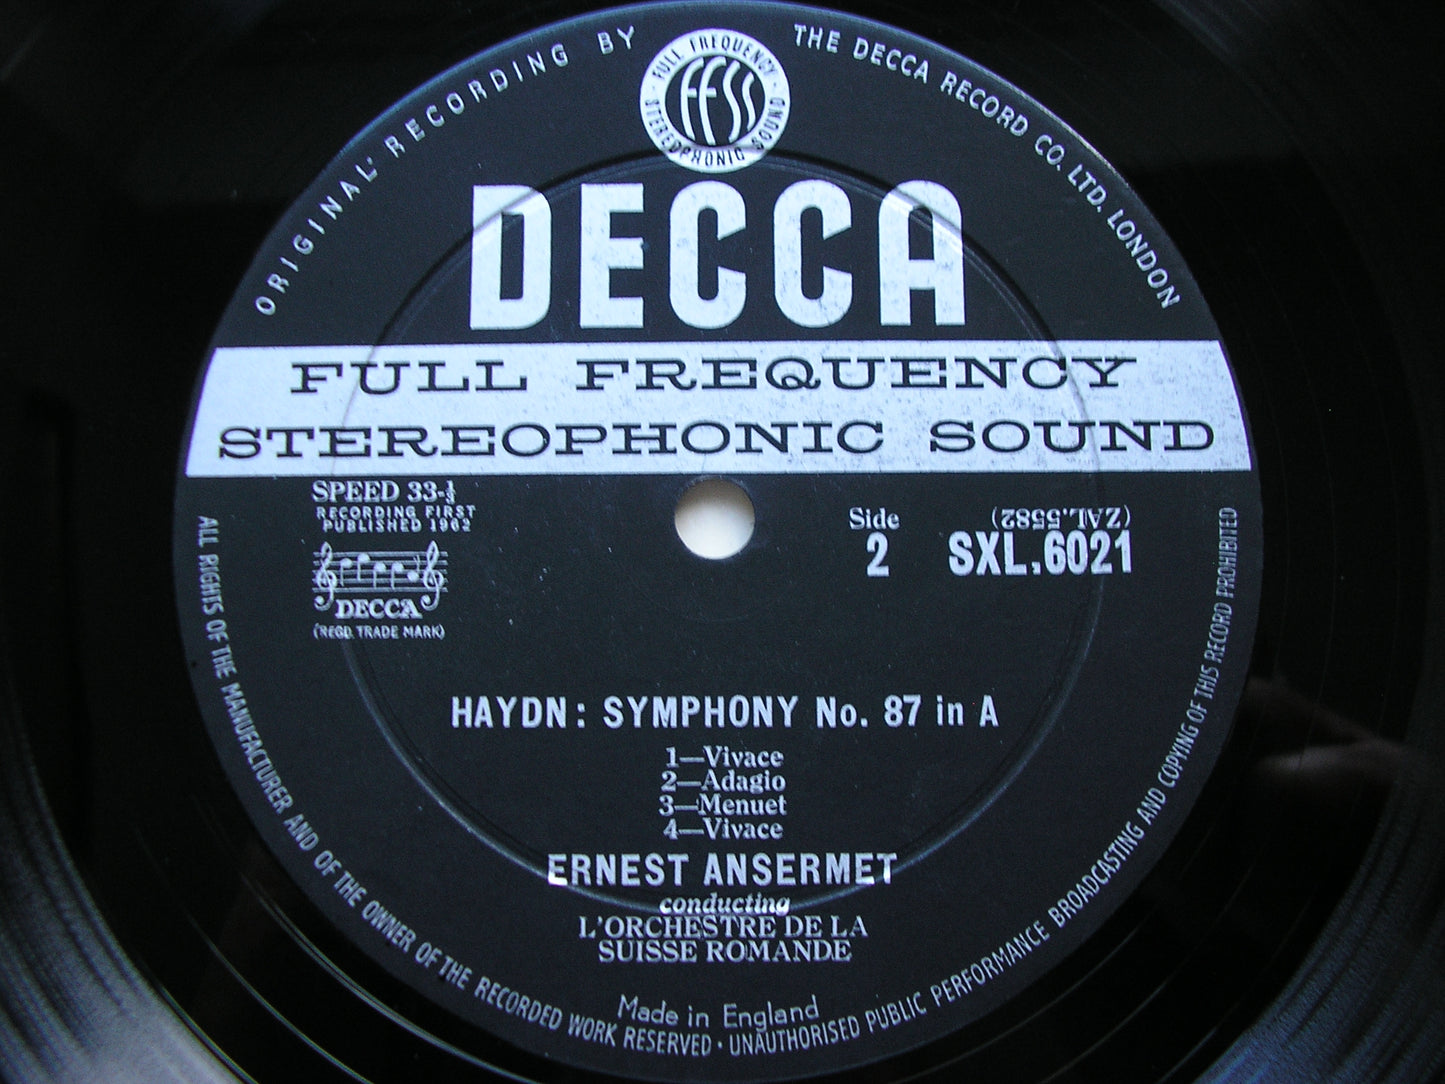 ORIGINAL RECORDING BY
THE DECCA RECORD CO. LTD. LONDON
FULL FREQUENCY
FFSS
STEREOPHONIC SOUND
DECCA
FULL FREQUENCY
STEREOPHONIC SOUND
SPEED 33-⅓
RECORDING FIRST
PUBLISHED 1962
DECCA
(REGD. TRADE MARK)
Side
2
(ZAL.5582)
SXL.6021
HAYDN: SYMPHONY No. 87 in A
1—Vivace
2—Adagio
3—Menuet
4—Vivace
ERNEST ANSERMET
conducting
L'ORCHESTRE DE LA
SUISSE ROMANDE
Made in England
ALL RIGHTS OF THE MANUFACTURER AND OF THE OWNER OF THE RECORDED WORK RESERVED · UNAUTHORISED PUBLIC PERFORMANCE BROADCASTING AND COPYING OF THIS RECORD PROHIBITED